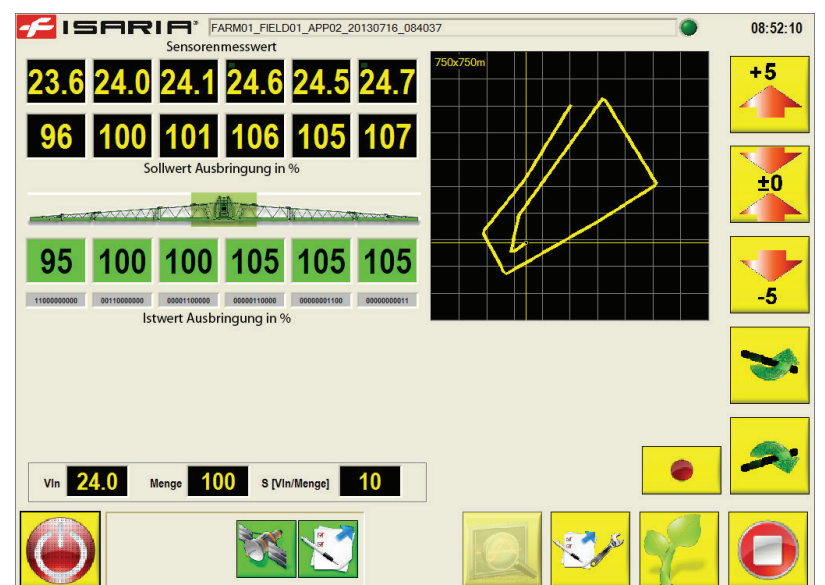 ISARIA® FARM01_FIELD01_APP02_20130716_084037 08:52:10
Sensorenmesswert
23.6 24.0 24.1 24.6 24.5 24.7
96 100 101 106 105 107
Sollwert Ausbringung in %
95 100 100 105 105 105
11000000000 00110000000 00001100000 00000110000 00000001100 00000000011
Istwert Ausbringung in %
750x750m
+5
±0
-5
VIn 24.0 Menge 100 S [VIn/Menge] 10